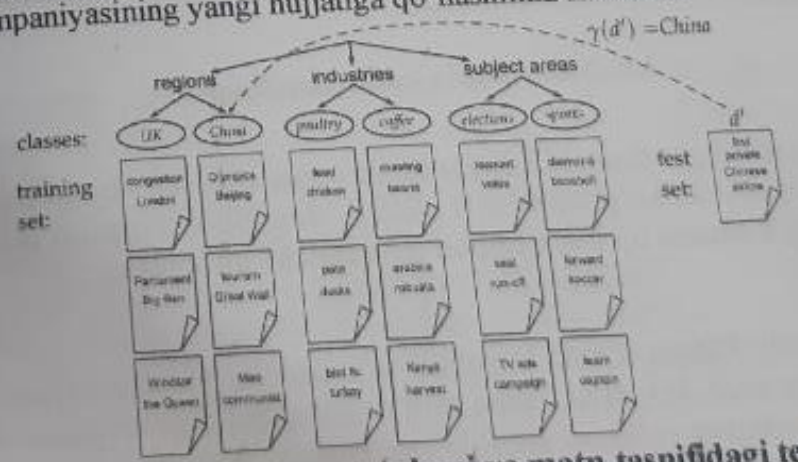 yangi hujjatiga
γ(d′) =China
regions industries subject areas
classes: UK China poultry coffee elections sports d′
training set:
test set:
congestion London
Olympics Beijing
feed chicken
roasting beans
recount votes
diamond baseball
first private Chinese airline
Parliament Big Ben
tourism Great Wall
pate ducks
arabica robusta
seat run-off
forward soccer
Windsor the Queen
Mao communist
bird flu turkey
Kenya harvest
TV ads campaign
team captain
matn tasnifidagi